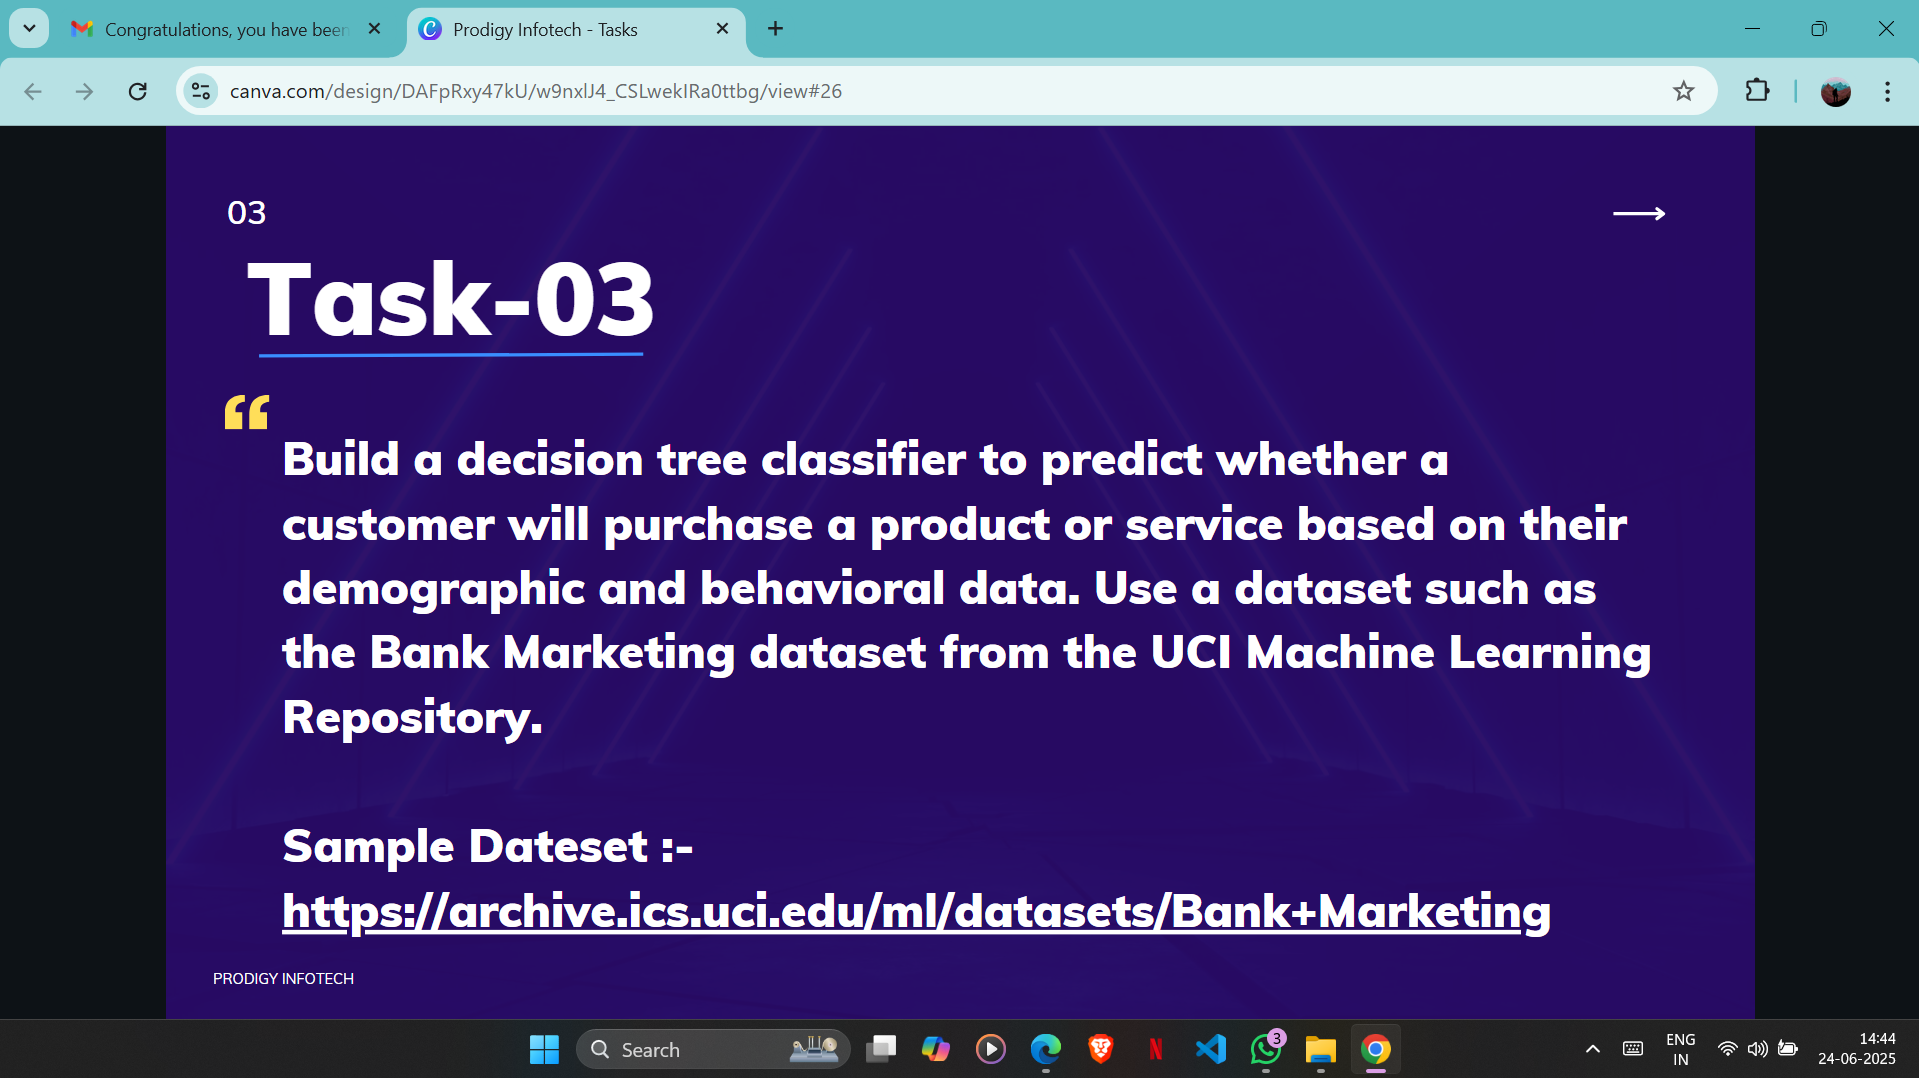 Congratulations, you have been
Prodigy Infotech - Tasks
canva.com/design/DAFpRxy47kU/w9nxlJ4_CSLwekIRa0ttbg/view#26
03
Task-03
“
Build a decision tree classifier to predict whether a
customer will purchase a product or service based on their
demographic and behavioral data. Use a dataset such as
the Bank Marketing dataset from the UCI Machine Learning
Repository.
Sample Dateset :-
https://archive.ics.uci.edu/ml/datasets/Bank+Marketing
PRODIGY INFOTECH
Search
3
ENG
IN
14:44
24-06-2025